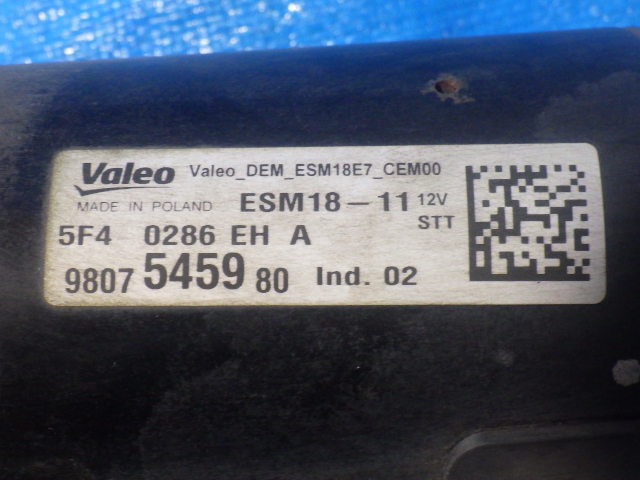 Valeo Valeo_DEM_ESM18E7_CEM00
MADE IN POLAND ESM18-11 12V
STT
5F4 0286 EH A
9807 5459 80 Ind. 02